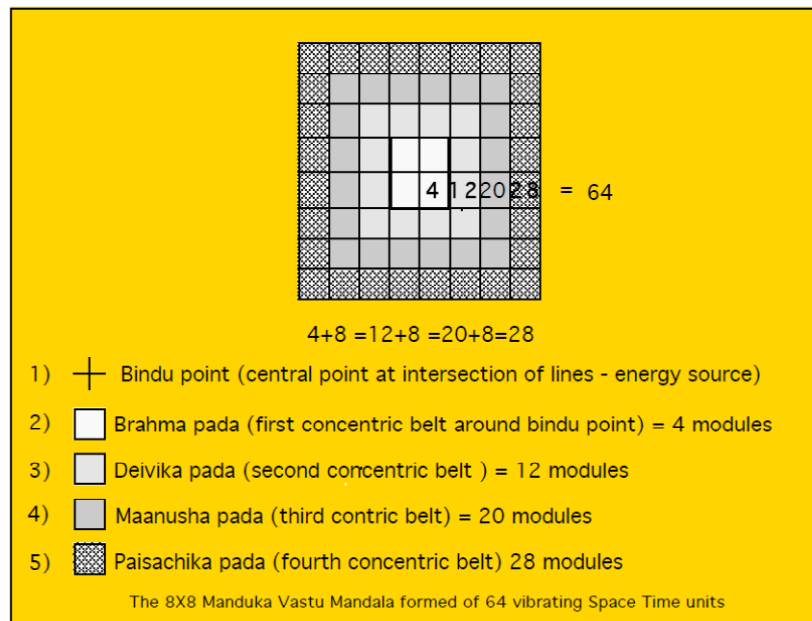 4 12 20 28 = 64
4+8 =12+8 =20+8=28
1) Bindu point (central point at intersection of lines - energy source)
2) Brahma pada (first concentric belt around bindu point) = 4 modules
3) Deivika pada (second concentric belt ) = 12 modules
4) Maanusha pada (third contric belt) = 20 modules
5) Paisachika pada (fourth concentric belt) 28 modules
The 8X8 Manduka Vastu Mandala formed of 64 vibrating Space Time units